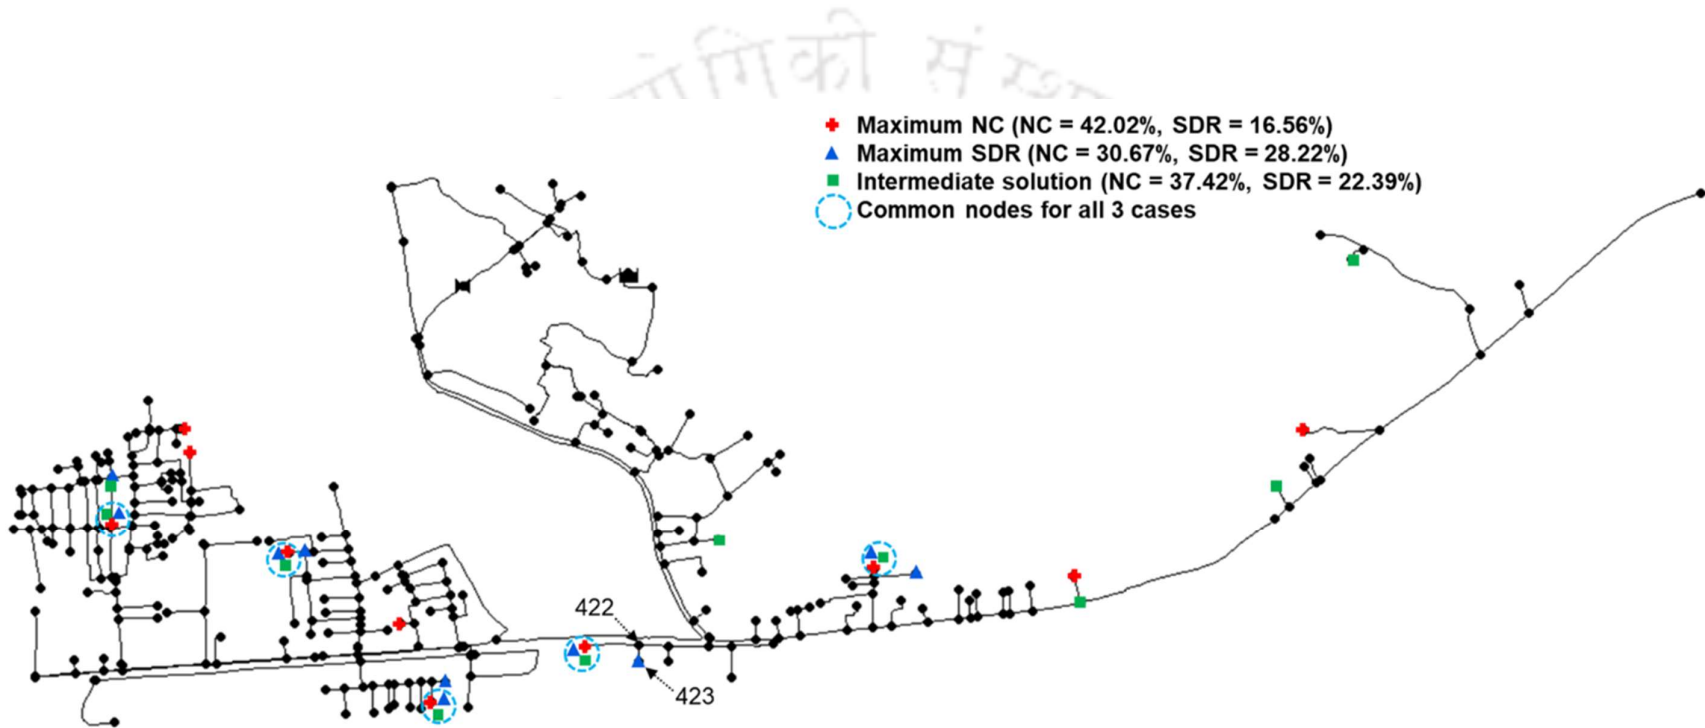 Maximum NC (NC = 42.02%, SDR = 16.56%)
Maximum SDR (NC = 30.67%, SDR = 28.22%)
Intermediate solution (NC = 37.42%, SDR = 22.39%)
Common nodes for all 3 cases
422
423